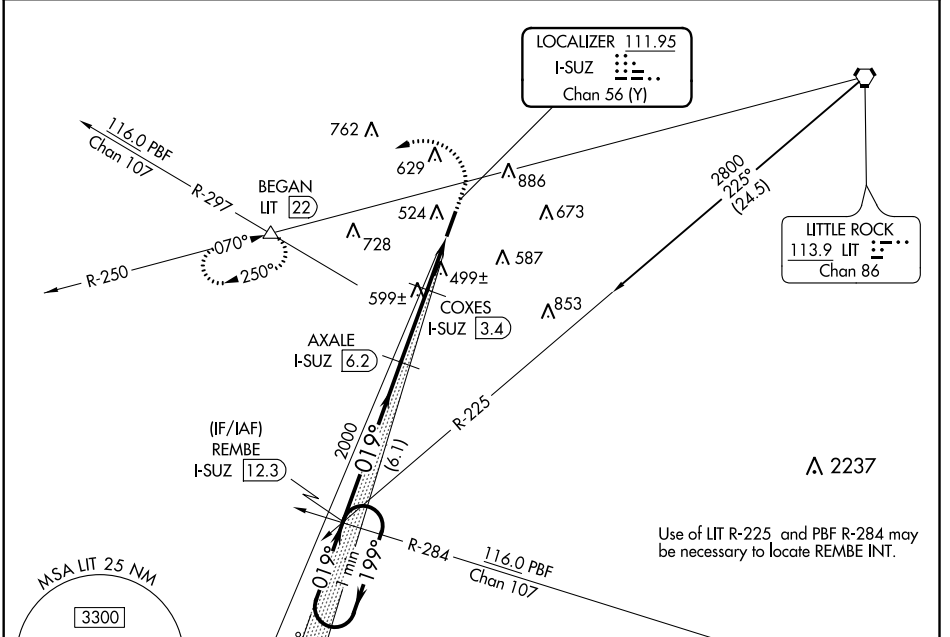 LOCALIZER 111.95
I-SUZ
Chan 56 (Y)
762
629
886
524
673
728
587
499±
599±
853
116.0 PBF
Chan 107
R-297
BEGAN
LIT 22
070°
250°
R-250
2800
225°
(24.5)
LITTLE ROCK
113.9 LIT
Chan 86
COXES
I-SUZ 3.4
AXALE
I-SUZ 6.2
R-225
(IF/IAF)
REMBE
I-SUZ 12.3
2000
019°
(6.1)
2237
Use of LIT R-225 and PBF R-284 may
be necessary to locate REMBE INT.
R-284
116.0 PBF
Chan 107
019°
1 min
199°
MSA LIT 25 NM
3300